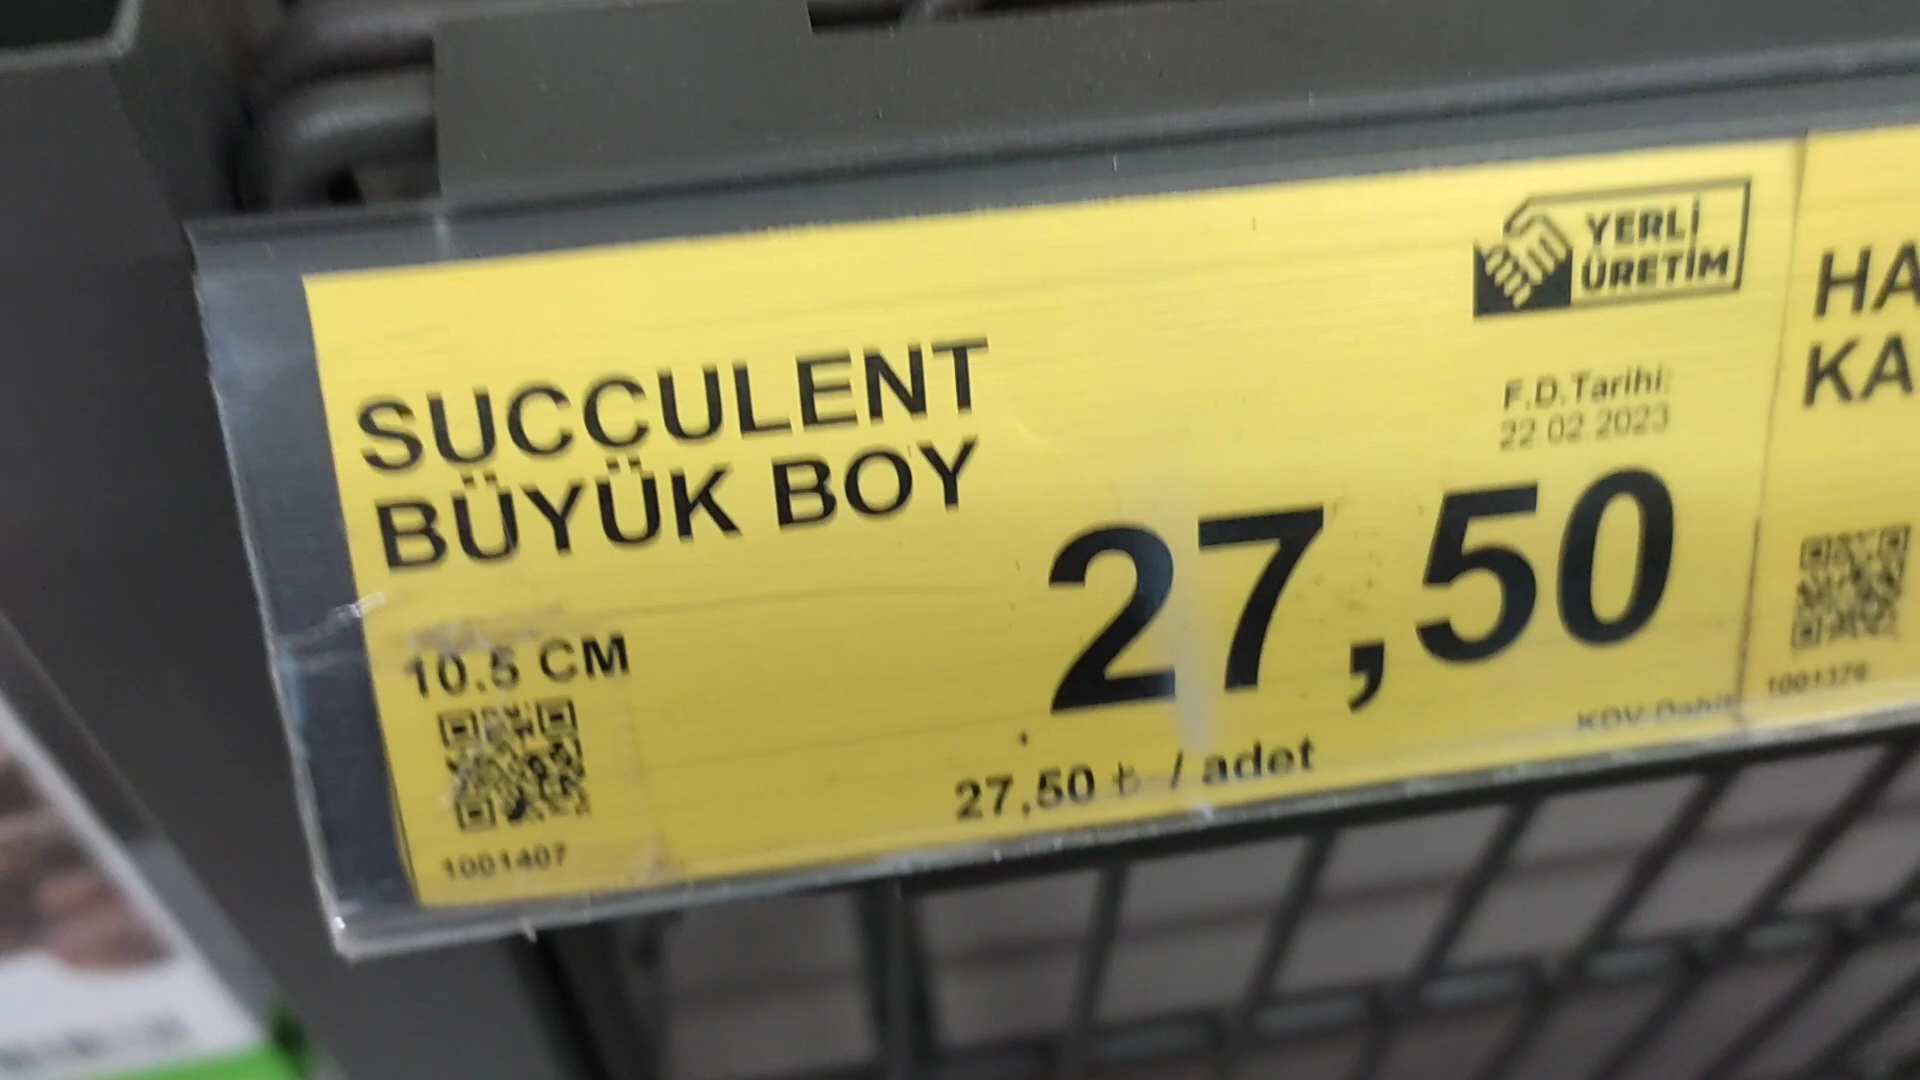 SUCCULENT
BÜYÜK BOY
10.5 CM
1001407
YERLİ
ÜRETİM
F.D.Tarihi:
22.02.2023
27,50
27,50 ₺ / adet
KDV Dahil
HA
KA
1001376